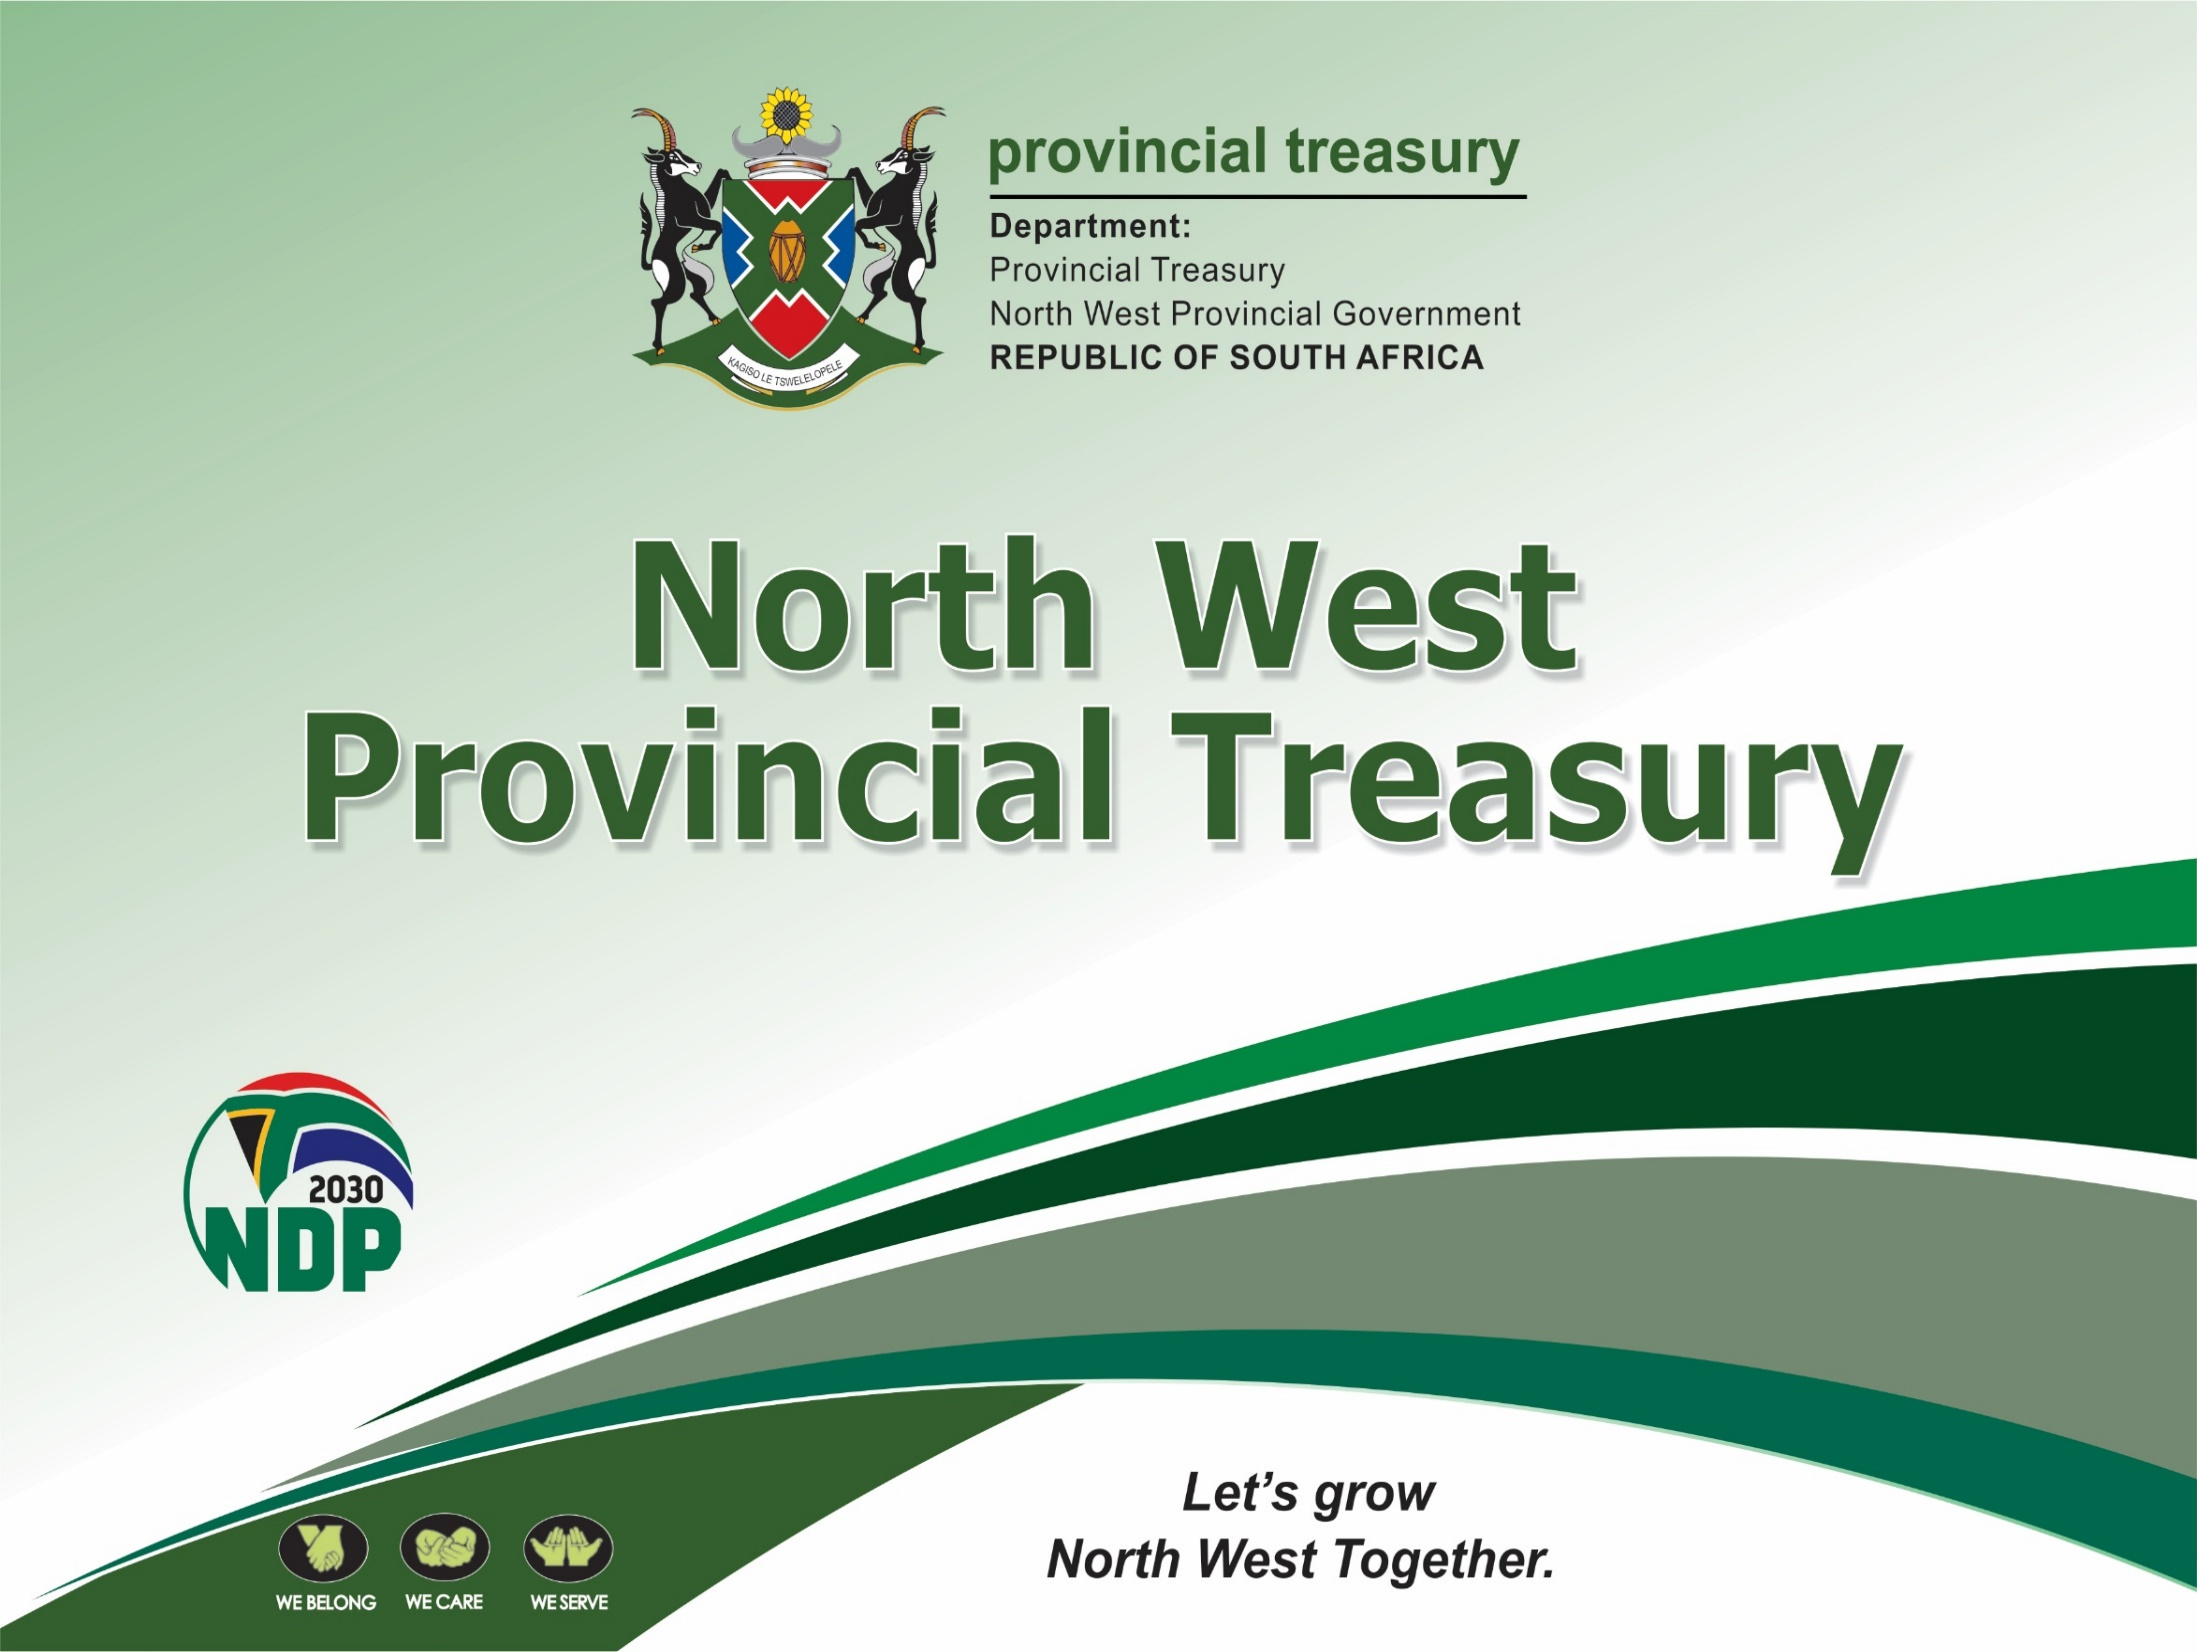 provincial treasury
Department:
Provincial Treasury
North West Provincial Government
REPUBLIC OF SOUTH AFRICA
KAGISO LE TSWELELOPELE
North West
Provincial Treasury
2030
NDP
Let's grow
North West Together.
WE BELONG WE CARE WE SERVE